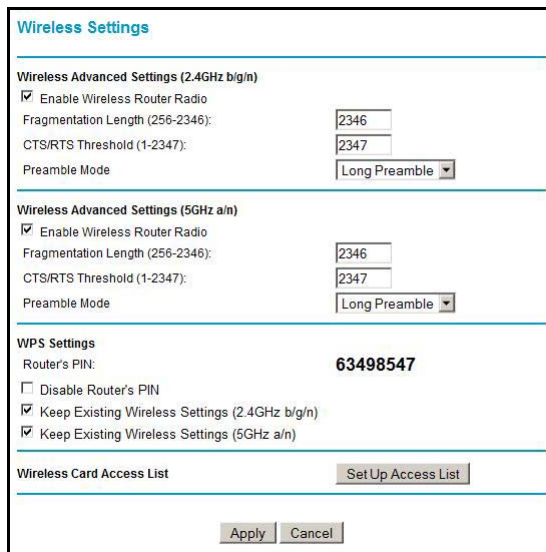 Wireless Settings
Wireless Advanced Settings (2.4GHz b/g/n)
Enable Wireless Router Radio
Fragmentation Length (256-2346): 2346
CTS/RTS Threshold (1-2347): 2347
Preamble Mode Long Preamble
Wireless Advanced Settings (5GHz a/n)
Enable Wireless Router Radio
Fragmentation Length (256-2346): 2346
CTS/RTS Threshold (1-2347): 2347
Preamble Mode Long Preamble
WPS Settings
Router's PIN: 63498547
Disable Router's PIN
Keep Existing Wireless Settings (2.4GHz b/g/n)
Keep Existing Wireless Settings (5GHz a/n)
Wireless Card Access List Set Up Access List
Apply Cancel